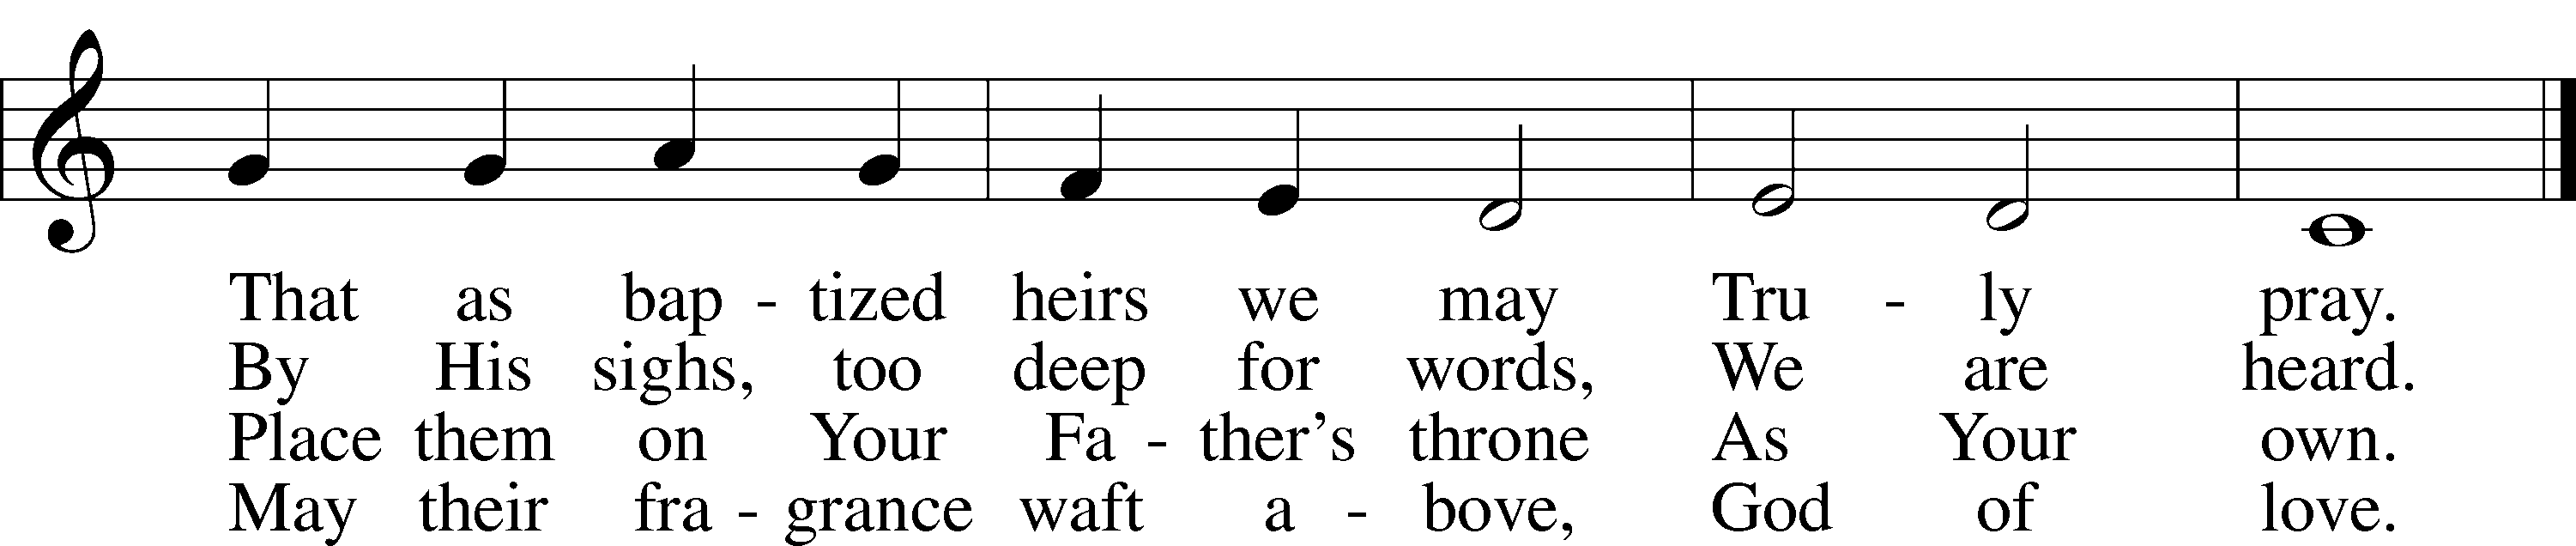 That as bap - tized heirs we may Tru - ly pray.
By His sighs, too deep for words, We are heard.
Place them on Your Fa - ther's throne As Your own.
May their fra - grance waft a - bove, God of love.